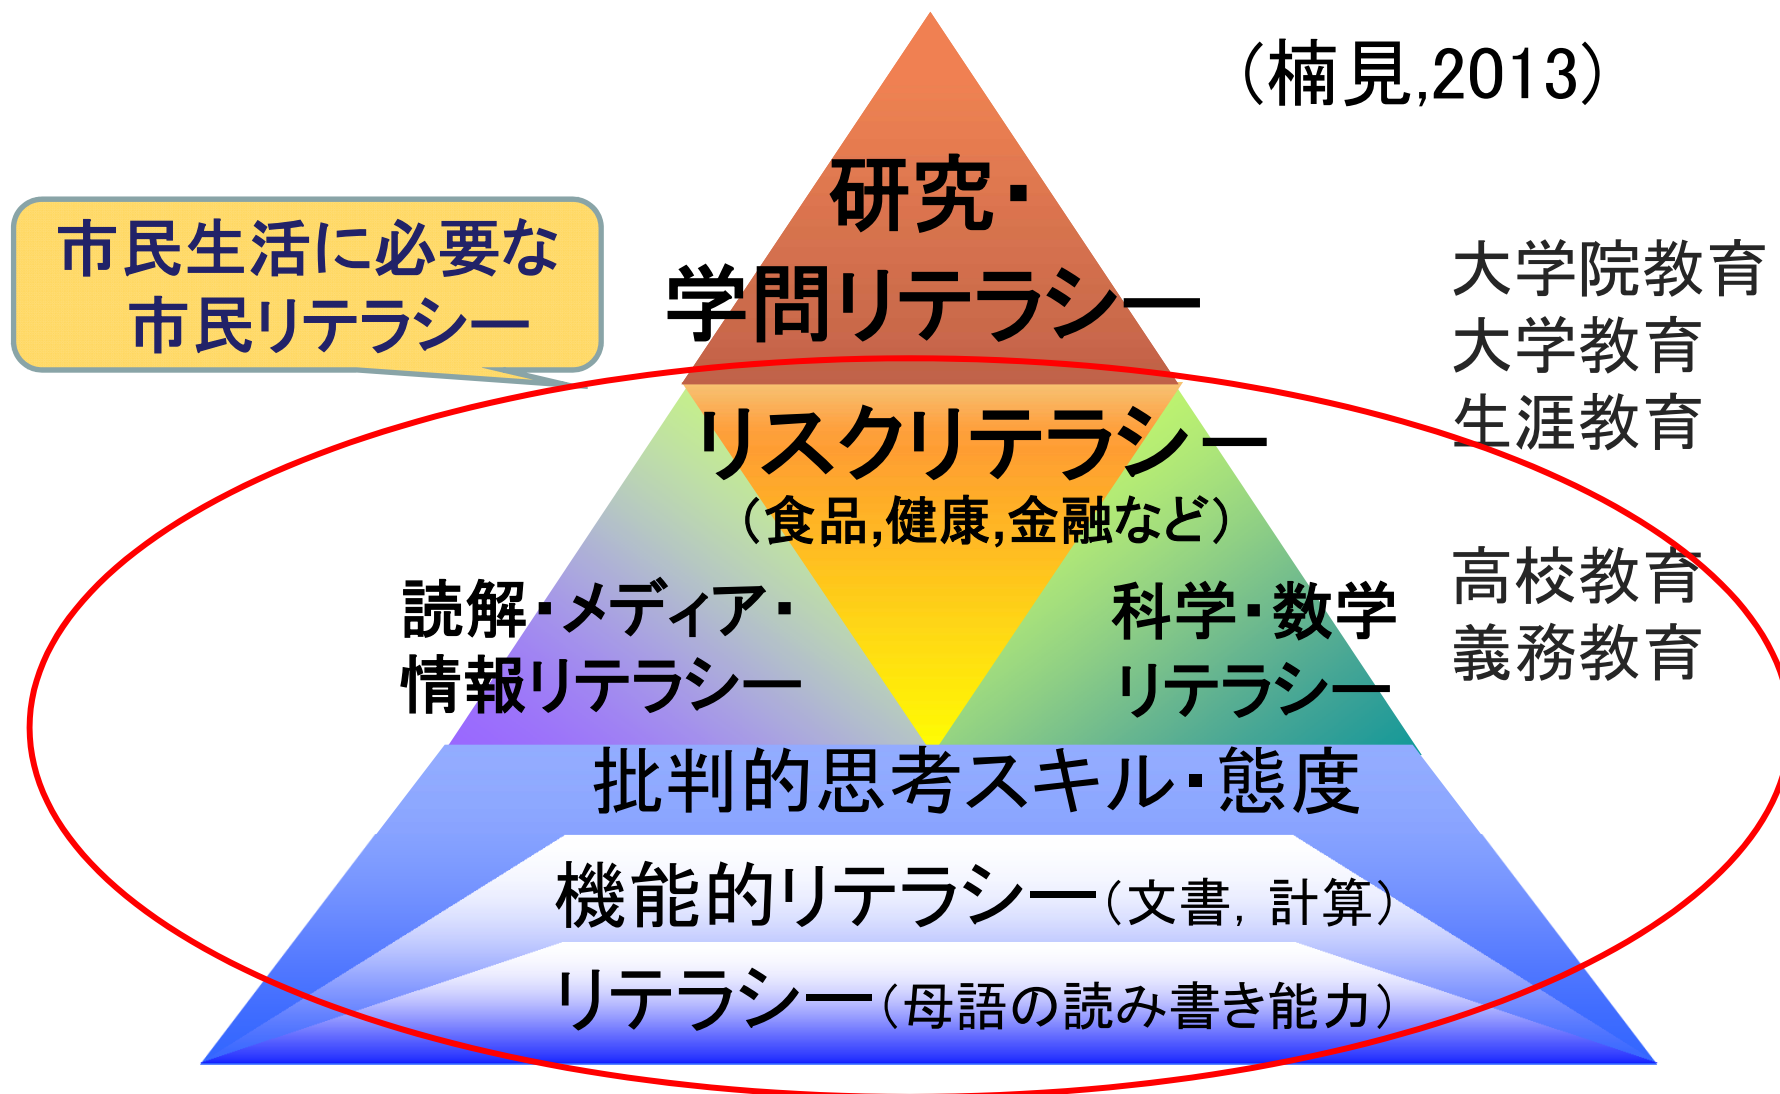 (楠見,2013)
研究・
学問リテラシー
市民生活に必要な
市民リテラシー
大学院教育
大学教育
生涯教育
リスクリテラシー
（食品,健康,金融など）
読解・メディア・
情報リテラシー
科学・数学
リテラシー
高校教育
義務教育
批判的思考スキル・態度
機能的リテラシー（文書，計算）
リテラシー（母語の読み書き能力）